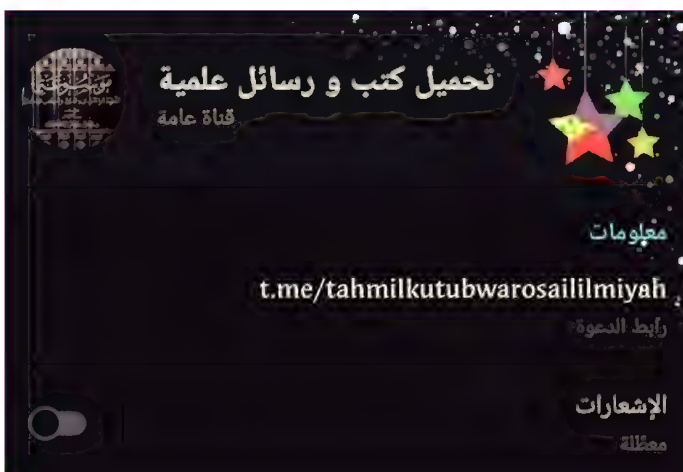 تحميل كتب و رسائل علمية
قناة عامة
معلومات
t.me/tahmilkutubwarosaililmiyah
رابط الدعوة
الإشعارات
معطلة